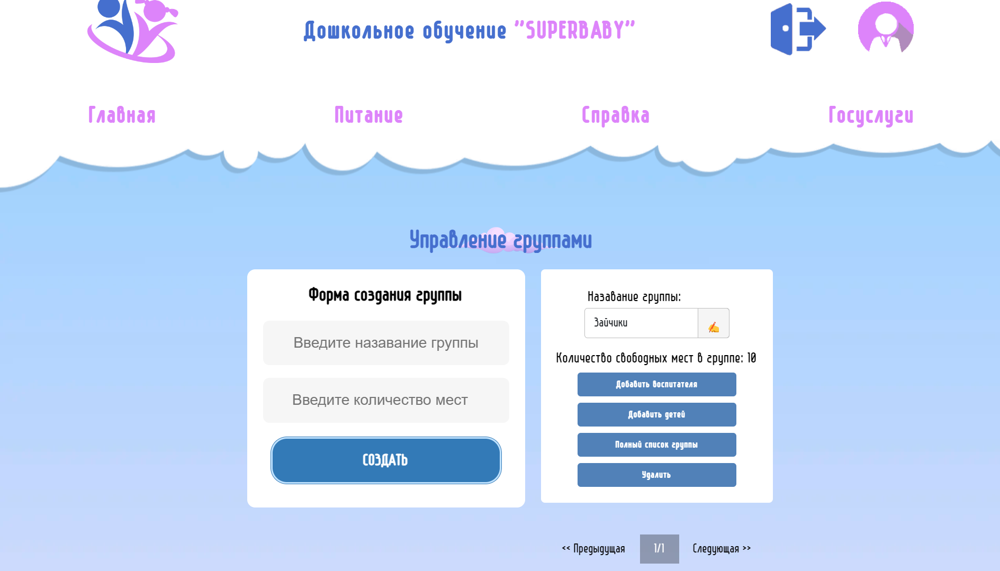 Дошкольное обучение "SUPERBABY"
Главная Питание Справка Госуслуги
Управление группами
Форма создания группы
Введите назавание группы
Введите количество мест
СОЗДАТЬ
Назавание группы:
Зайчики
Количество свободных мест в группе: 10
Добавить воспитателя
Добавить детей
Полный список группы
Удалить
<< Предыдущая 1/1 Следующая >>